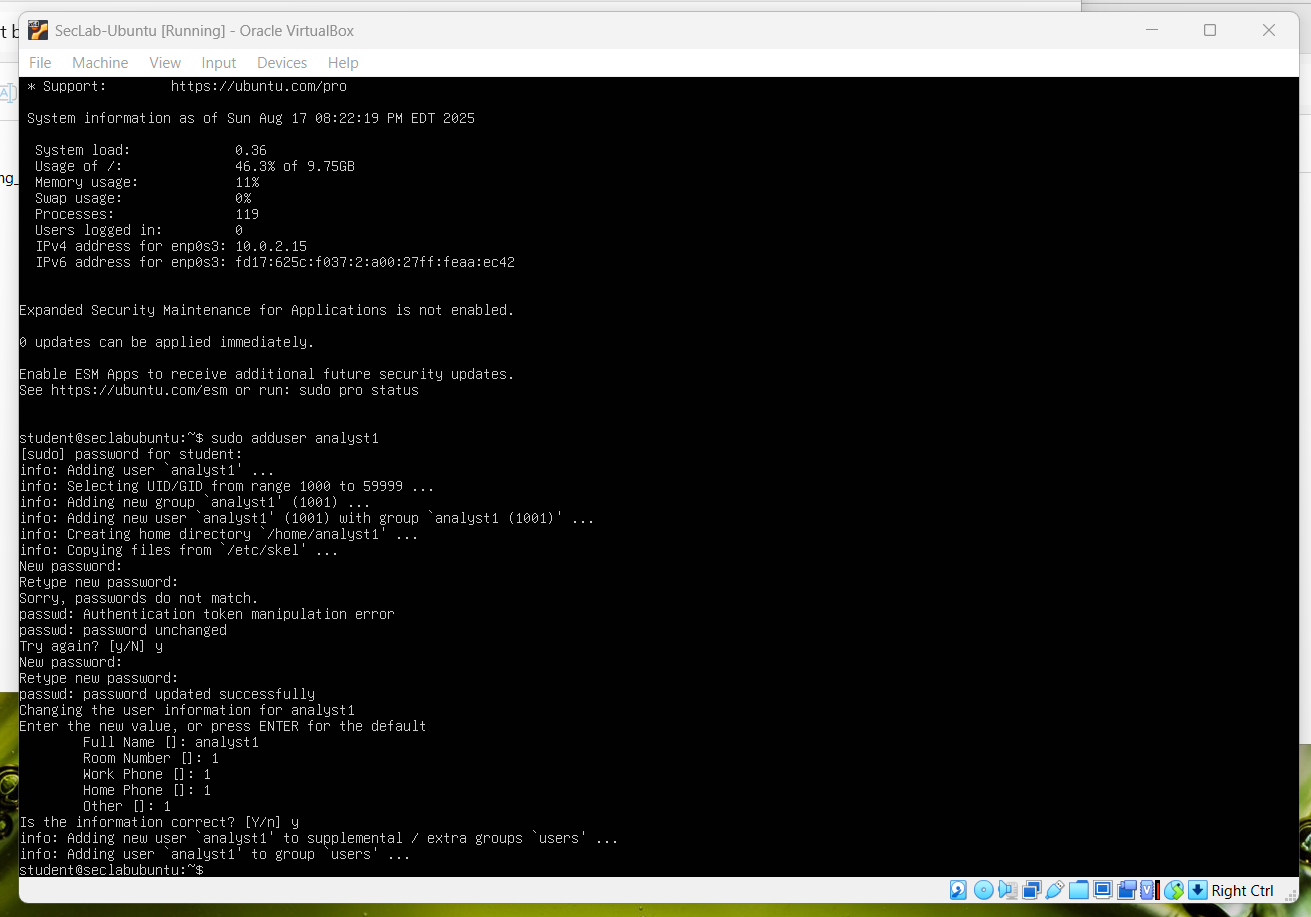 t b
SecLab-Ubuntu [Running] - Oracle VirtualBox
File Machine View Input Devices Help
A
ng_
* Support: https://ubuntu.com/pro
System information as of Sun Aug 17 08:22:19 PM EDT 2025
System load: 0.36
Usage of /: 46.3% of 9.75GB
Memory usage: 11%
Swap usage: 0%
Processes: 119
Users logged in: 0
IPv4 address for enp0s3: 10.0.2.15
IPv6 address for enp0s3: fd17:625c:f037:2:a00:27ff:feaa:ec42
Expanded Security Maintenance for Applications is not enabled.
0 updates can be applied immediately.
Enable ESM Apps to receive additional future security updates.
See https://ubuntu.com/esm or run: sudo pro status
student@seclabubuntu:~$ sudo adduser analyst1
[sudo] password for student:
info: Adding user `analyst1' ...
info: Selecting UID/GID from range 1000 to 59999 ...
info: Adding new group `analyst1' (1001) ...
info: Adding new user `analyst1' (1001) with group `analyst1 (1001)' ...
info: Creating home directory `/home/analyst1' ...
info: Copying files from `/etc/skel' ...
New password:
Retype new password:
Sorry, passwords do not match.
passwd: Authentication token manipulation error
passwd: password unchanged
Try again? [y/N] y
New password:
Retype new password:
passwd: password updated successfully
Changing the user information for analyst1
Enter the new value, or press ENTER for the default
Full Name []: analyst1
Room Number []: 1
Work Phone []: 1
Home Phone []: 1
Other []: 1
Is the information correct? [Y/n] y
info: Adding new user `analyst1' to supplemental / extra groups `users' ...
info: Adding user `analyst1' to group `users' ...
student@seclabubuntu:~$
Right Ctrl